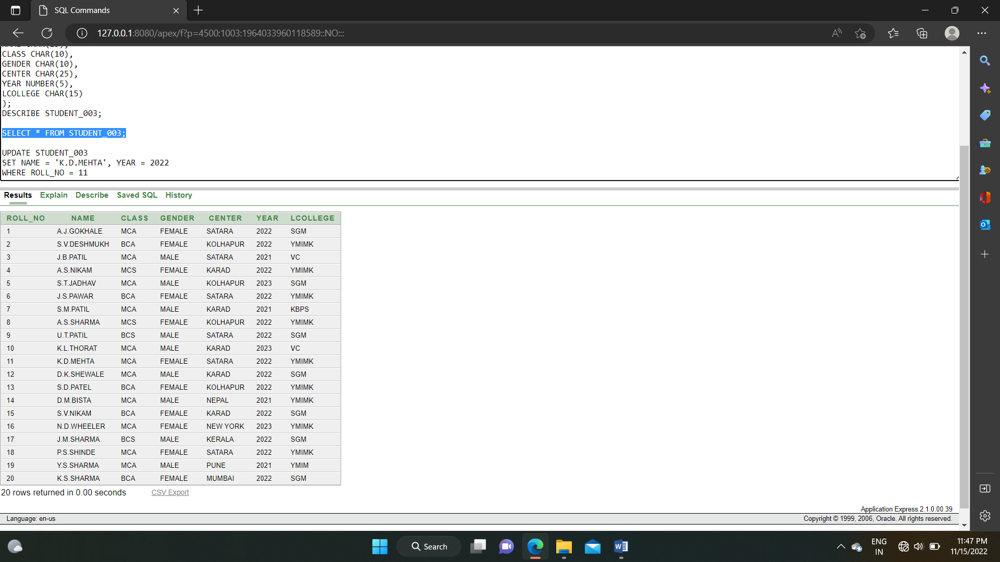 SQL Commands
127.0.0.1:8080/apex/f?p=4500:1003:1964033960118589::NO:::
CLASS CHAR(10),
GENDER CHAR(10),
CENTER CHAR(25),
YEAR NUMBER(5),
LCOLLEGE CHAR(15)
);
DESCRIBE STUDENT_003;
SELECT * FROM STUDENT_003;
UPDATE STUDENT_003
SET NAME = 'K.D.MEHTA', YEAR = 2022
WHERE ROLL_NO = 11
Results Explain Describe Saved SQL History
ROLL_NO NAME CLASS GENDER CENTER YEAR LCOLLEGE
1 A.J.GOKHALE MCA FEMALE SATARA 2022 SGM
2 S.V.DESHMUKH BCA FEMALE KOLHAPUR 2022 YMIMK
3 J.B.PATIL MCA MALE SATARA 2021 VC
4 A.S.NIKAM MCS FEMALE KARAD 2022 YMIMK
5 S.T.JADHAV MCA MALE KOLHAPUR 2023 SGM
6 J.S.PAWAR BCA FEMALE SATARA 2022 YMIMK
7 S.M.PATIL MCA MALE KARAD 2021 KBPS
8 A.S.SHARMA MCS FEMALE KOLHAPUR 2022 YMIMK
9 U.T.PATIL BCS MALE SATARA 2022 SGM
10 K.L.THORAT MCA MALE KARAD 2023 VC
11 K.D.MEHTA MCA FEMALE SATARA 2022 YMIMK
12 D.K.SHEWALE MCA MALE KARAD 2022 SGM
13 S.D.PATEL BCA FEMALE KOLHAPUR 2022 YMIMK
14 D.M.BISTA MCA MALE NEPAL 2021 YMIMK
15 S.V.NIKAM BCA FEMALE KARAD 2022 SGM
16 N.D.WHEELER MCA FEMALE NEW YORK 2023 YMIMK
17 J.M.SHARMA BCS MALE KERALA 2022 SGM
18 P.S.SHINDE MCA FEMALE SATARA 2022 YMIMK
19 Y.S.SHARMA MCA MALE PUNE 2021 YMIM
20 K.S.SHARMA BCA FEMALE MUMBAI 2022 SGM
20 rows returned in 0.00 seconds CSV Export
Application Express 2.1.0.00.39
Language: en-us Copyright © 1999, 2006, Oracle. All rights reserved.
Search
ENG
IN
11:47 PM
11/15/2022